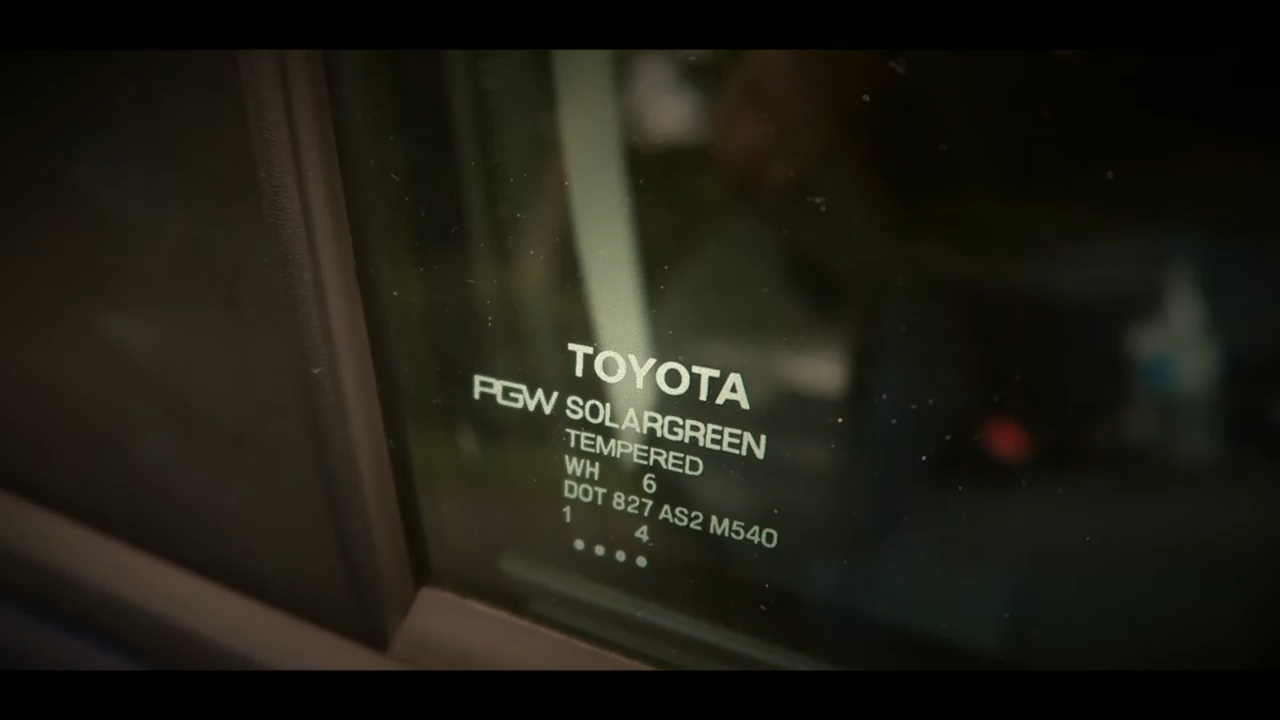 TOYOTA
PGW SOLARGREEN
TEMPERED
WH 6
DOT 827 AS2 M540
1 4